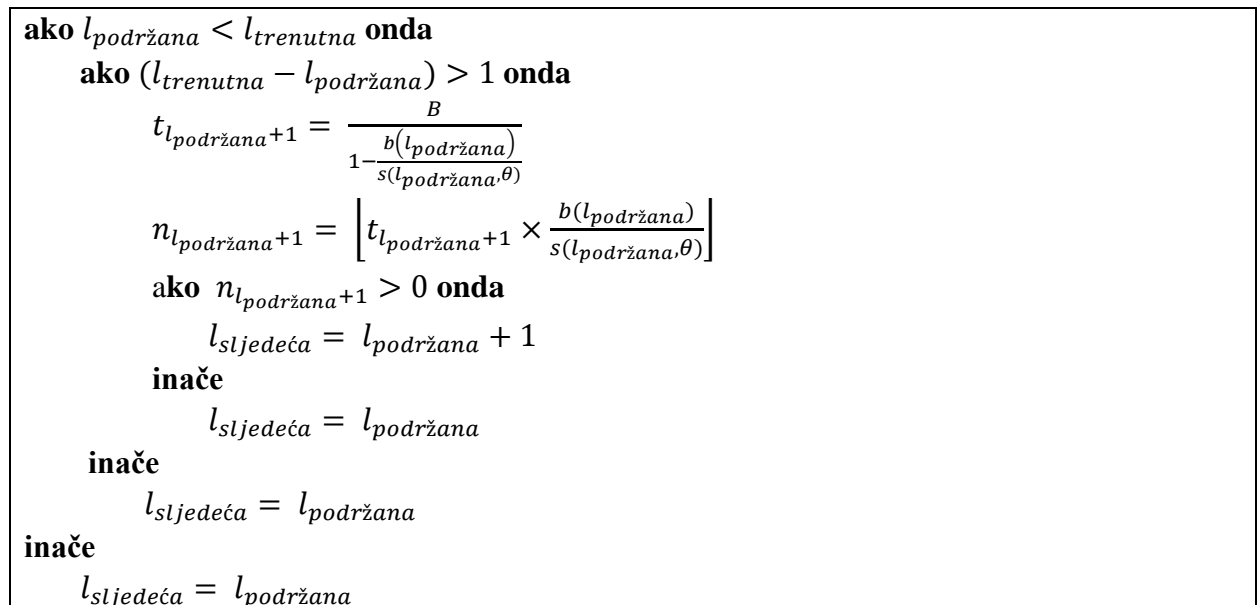 ako l_podržana < l_trenutna onda
ako (l_trenutna − l_podržana) > 1 onda
t_{l_podržana+1} = B / (1 − b(l_podržana) / s(l_podržana,θ))
n_{l_podržana+1} = ⌊t_{l_podržana+1} × b(l_podržana) / s(l_podržana,θ)⌋
ako n_{l_podržana+1} > 0 onda
l_sljedeća = l_podržana + 1
inače
l_sljedeća = l_podržana
inače
l_sljedeća = l_podržana
inače
l_sljedeća = l_podržana